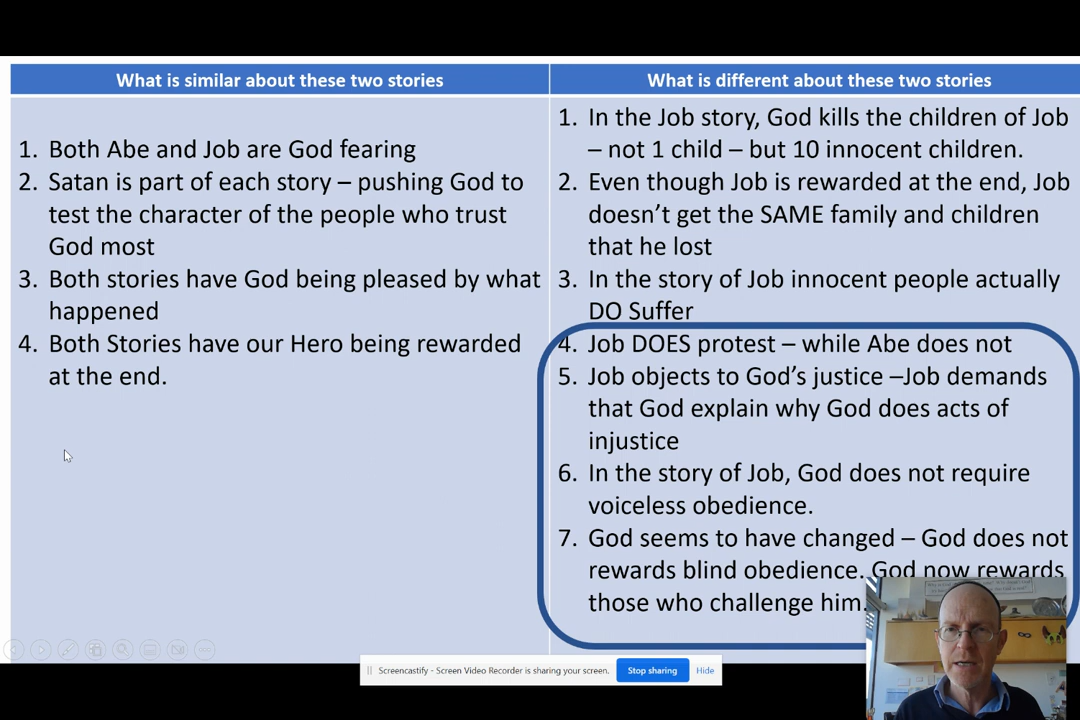 What is similar about these two stories
1. Both Abe and Job are God fearing
2. Satan is part of each story – pushing God to
test the character of the people who trust
God most
3. Both stories have God being pleased by what
happened
4. Both Stories have our Hero being rewarded
at the end.
What is different about these two stories
1. In the Job story, God kills the children of Job
– not 1 child – but 10 innocent children.
2. Even though Job is rewarded at the end, Job
doesn’t get the SAME family and children
that he lost
3. In the story of Job innocent people actually
DO Suffer
4. Job DOES protest – while Abe does not
5. Job objects to God’s justice –Job demands
that God explain why God does acts of
injustice
6. In the story of Job, God does not require
voiceless obedience.
7. God seems to have changed – God does not
rewards blind obedience. God now rewards
those who challenge him.
Screencastify - Screen Video Recorder is sharing your screen. Stop sharing Hide